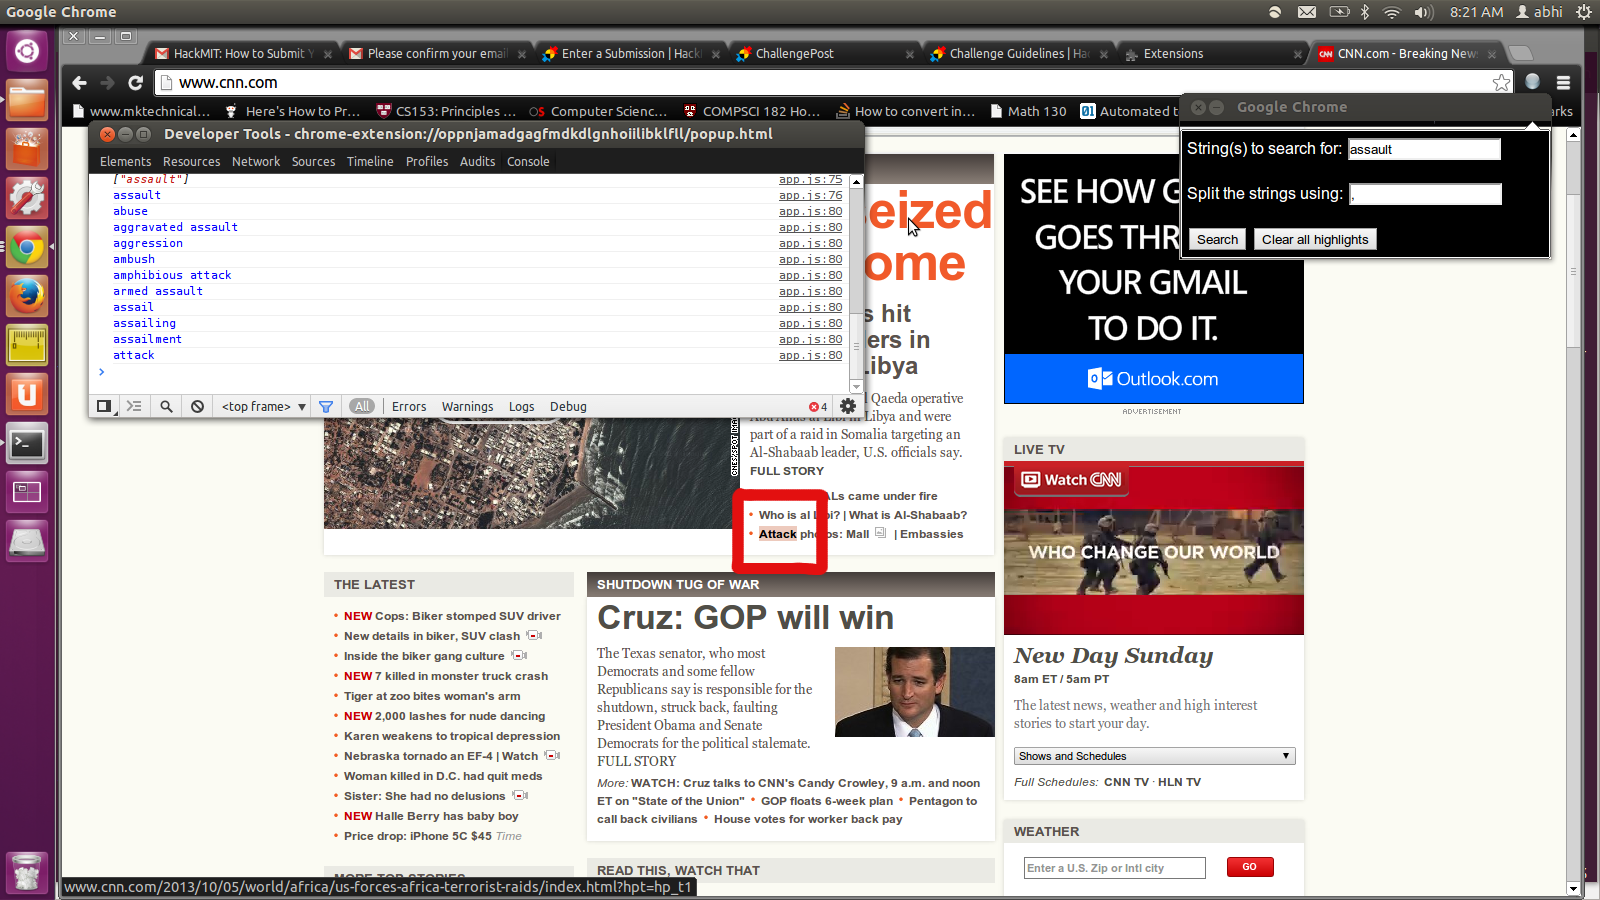 Google Chrome
8:21 AM abhi
HackMIT: How to Submit Y
Please confirm your email
Enter a Submission | Hack
ChallengePost
Challenge Guidelines | Ha
Extensions
CNN.com - Breaking News
www.cnn.com
www.mktechnical...
Here's How to Pr...
CS153: Principles ...
Computer Scienc...
COMPSCI 182 Ho...
How to convert in...
Math 130
Automated t
Google Chrome
String(s) to search for: assault
Split the strings using: ,
Search Clear all highlights
Developer Tools - chrome-extension://oppnjamadgagfmdkdlgnhoiilibklfll/popup.html
Elements Resources Network Sources Timeline Profiles Audits Console
["assault"] app.js:75
assault app.js:76
abuse app.js:80
aggravated assault app.js:80
aggression app.js:80
ambush app.js:80
amphibious attack app.js:80
armed assault app.js:80
assail app.js:80
assailing app.js:80
assailment app.js:80
attack app.js:80
<top frame> All Errors Warnings Logs Debug 4
eized
ome
s hit
ers in
ibya
Qaeda operative
Libya and were
part of a raid in Somalia targeting an
Al-Shabaab leader, U.S. officials say.
FULL STORY
ALs came under fire
Who is al Libi? | What is Al-Shabaab?
Attack photos: Mall | Embassies
SEE HOW G
GOES THR
YOUR GMAIL
TO DO IT.
Outlook.com
ADVERTISEMENT
LIVE TV
Watch CNN
WHO CHANGE OUR WORLD
New Day Sunday
8am ET / 5am PT
The latest news, weather and high interest
stories to start your day.
Shows and Schedules
Full Schedules: CNN TV · HLN TV
WEATHER
Enter a U.S. Zip or Intl city GO
THE LATEST
NEW Cops: Biker stomped SUV driver
New details in biker, SUV clash
Inside the biker gang culture
NEW 7 killed in monster truck crash
Tiger at zoo bites woman's arm
NEW 2,000 lashes for nude dancing
Karen weakens to tropical depression
Nebraska tornado an EF-4 | Watch
Woman killed in D.C. had quit meds
Sister: She had no delusions
NEW Halle Berry has baby boy
Price drop: iPhone 5C $45 Time
SHUTDOWN TUG OF WAR
Cruz: GOP will win
The Texas senator, who most
Democrats and some fellow
Republicans say is responsible for the
shutdown, struck back, faulting
President Obama and Senate
Democrats for the political stalemate.
FULL STORY
More: WATCH: Cruz talks to CNN's Candy Crowley, 9 a.m. and noon
ET on "State of the Union" • GOP floats 6-week plan • Pentagon to
call back civilians • House votes for worker back pay
READ THIS, WATCH THAT
www.cnn.com/2013/10/05/world/africa/us-forces-africa-terrorist-raids/index.html?hpt=hp_t1